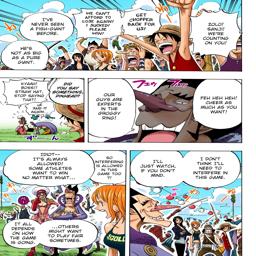 ZOLO!
SANJI!
WE'RE
COUNTING
ON YOU!
GET
CHOPPER
BACK FOR
US!
WE CAN'T
AFFORD TO
LOSE AGAIN!
I'VE
NEVER SEEN
A FISH-GIANT
BEFORE.
HE'S
NOT AS BIG
AS A PURE
GIANT.
FEH HEH HEH!
CHEER AS
MUCH AS YOU
WANT!
OUR
GUYS ARE
EXPERTS
IN THE
GROGGY
RING!
DID YOU
SAY
SOMETHING,
BOSS!!
STRAW HAT
STOP SAYING
THAT!!
I DON'T
THINK I'LL
NEED TO
INTERFERE IN
THIS GAME.
I'LL
JUST WATCH,
IF YOU DON'T
MIND.
SO
INTERFERING
IS ALLOWED
IN THIS
GAME TOO
IDIOT--
IT'S ALWAYS
ALLOWED!
SOME ATHLETES
WANT TO WIN
NO MATTER WHAT...
...OTHERS
MIGHT WANT
TO PLAY FAIR
SOMETIMES.
IT ALL
DEPENDS
ON HOW
THE GAME
IS GOING.